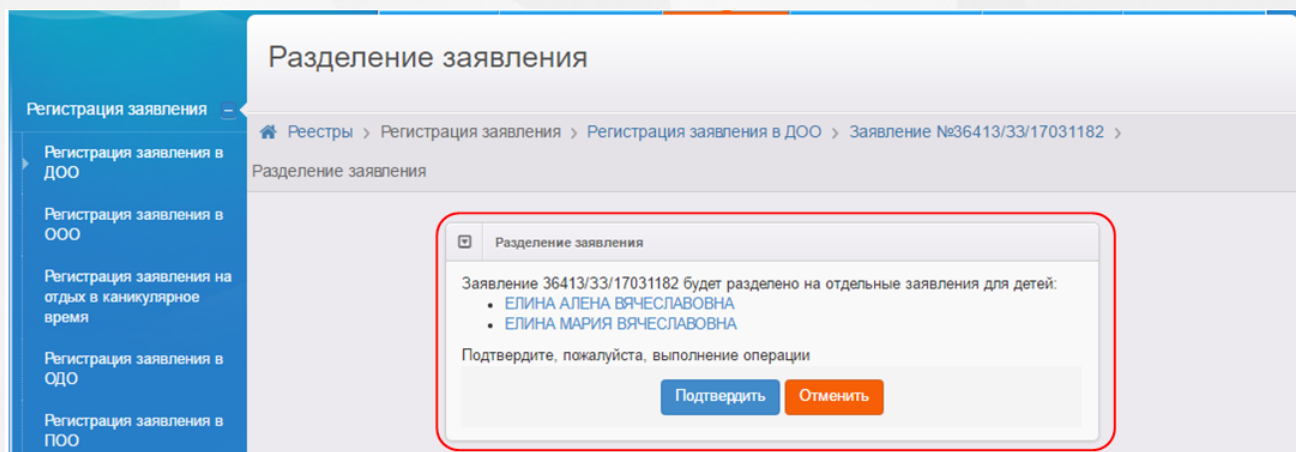 Разделение заявления
Регистрация заявления
Реестры > Регистрация заявления > Регистрация заявления в ДОО > Заявление №36413/ЗЗ/17031182 >
Разделение заявления
Регистрация заявления в
ДОО
Регистрация заявления в
ООО
Регистрация заявления на
отдых в каникулярное
время
Регистрация заявления в
ОДО
Регистрация заявления в
ПОО
Разделение заявления
Заявление 36413/ЗЗ/17031182 будет разделено на отдельные заявления для детей:
• ЕЛИНА АЛЕНА ВЯЧЕСЛАВОВНА
• ЕЛИНА МАРИЯ ВЯЧЕСЛАВОВНА
Подтвердите, пожалуйста, выполнение операции
Подтвердить Отменить